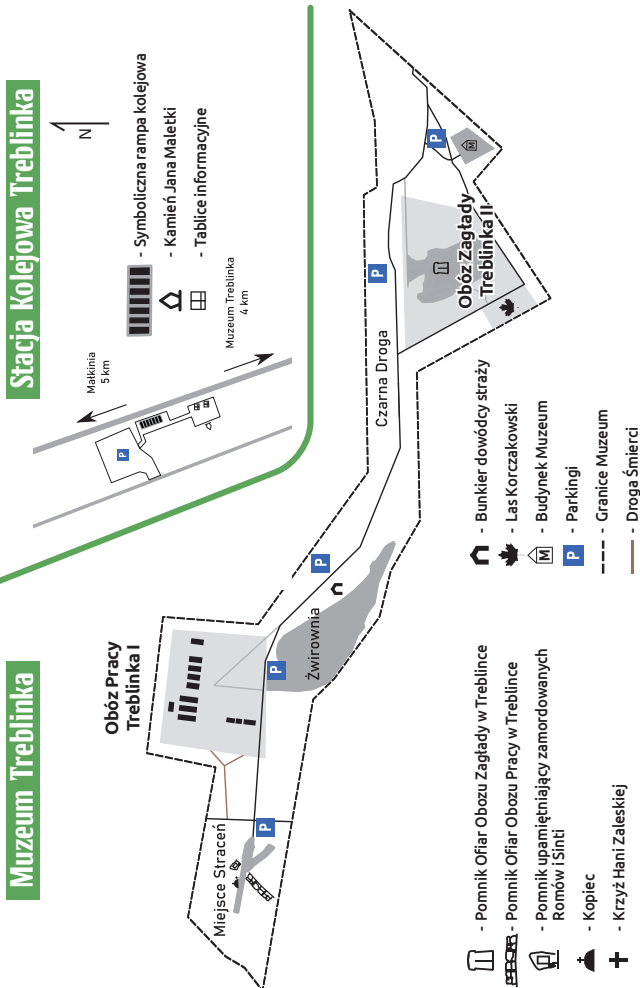 Muzeum Treblinka
Stacja Kolejowa Treblinka
N
- Symboliczna rampa kolejowa
- Kamień Jana Maletki
- Tablice informacyjne
Małkinia
5 km
Muzeum Treblinka
4 km
P
Obóz Pracy
Treblinka I
Miejsce Straceń
P
P
Żwirownia
P
Czarna Droga
P
Obóz Zagłady
Treblinka II
P
M
- Pomnik Ofiar Obozu Zagłady w Treblince
- Pomnik Ofiar Obozu Pracy w Treblince
- Pomnik upamiętniający zamordowanych
Romów i Sinti
- Kopiec
- Krzyż Hani Zaleskiej
- Bunkier dowódcy straży
- Las Korczakowski
M - Budynek Muzeum
P - Parkingi
- Granice Muzeum
- Droga Śmierci